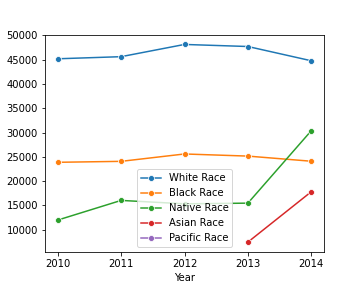 50000
45000
40000
35000
30000
25000
20000
15000
10000
White Race
Black Race
Native Race
Asian Race
Pacific Race
2010 2011 2012 2013 2014
Year